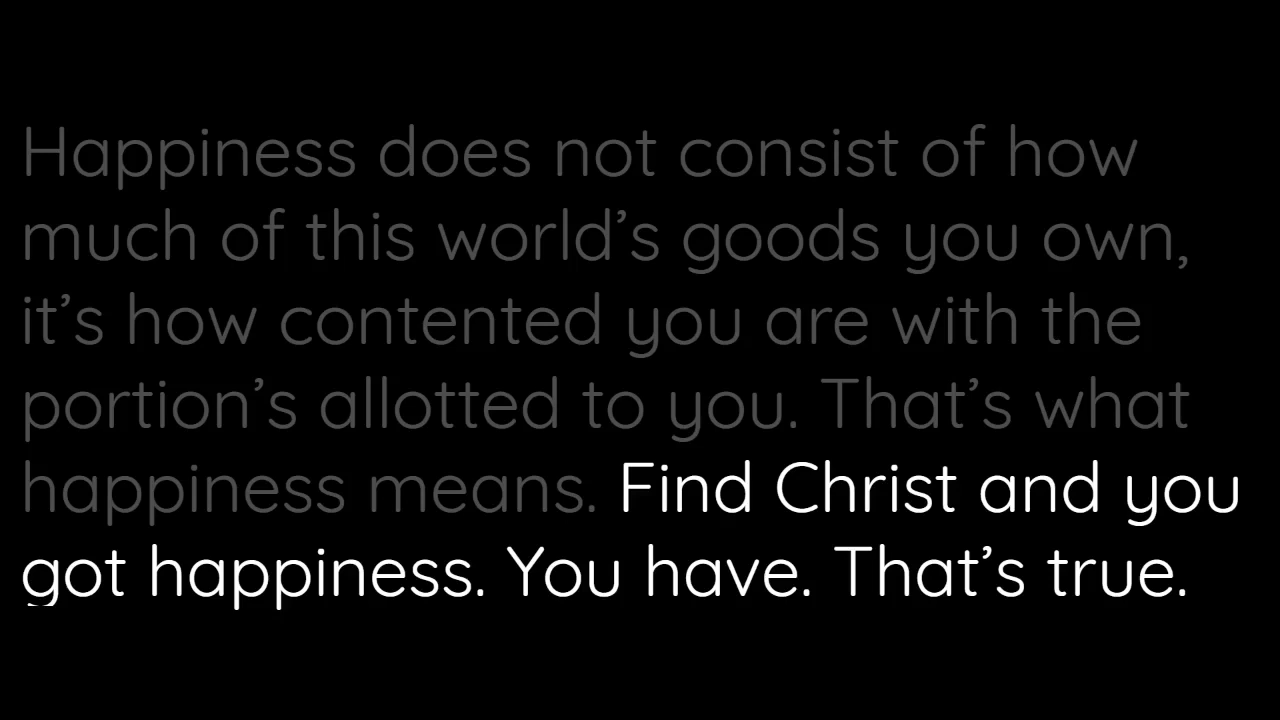 Happiness does not consist of how
much of this world’s goods you own,
it’s how contented you are with the
portion’s allotted to you. That’s what
happiness means. Find Christ and you
got happiness. You have. That’s true.